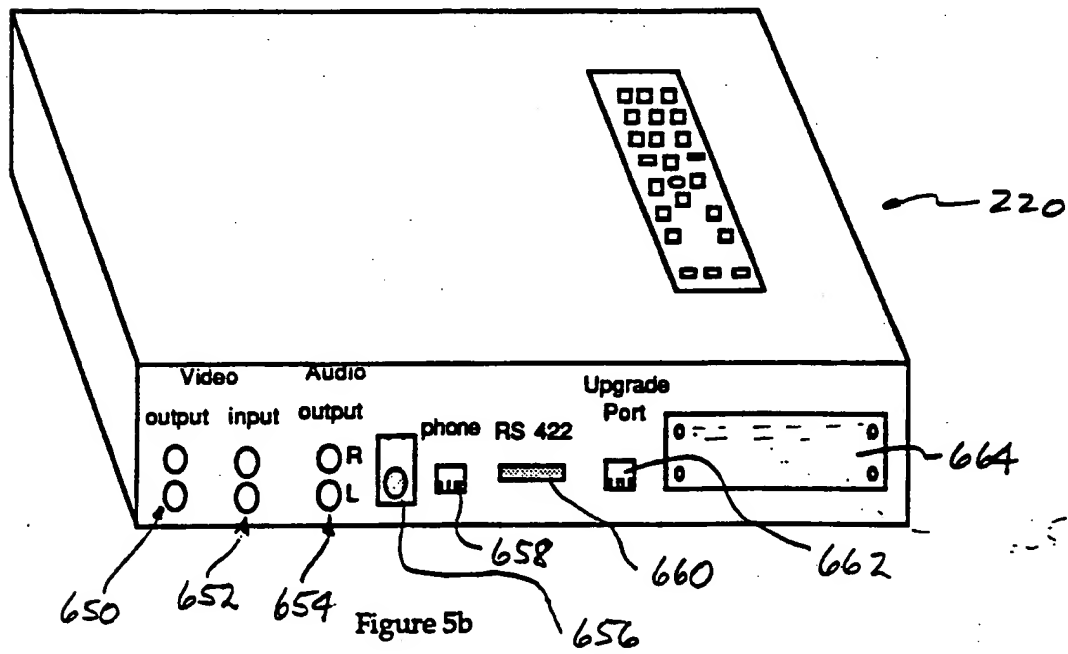 220
Video Audio
output input output
phone RS 422
Upgrade
Port
R
L
664
658
660
662
650
652
654
656
Figure 5b